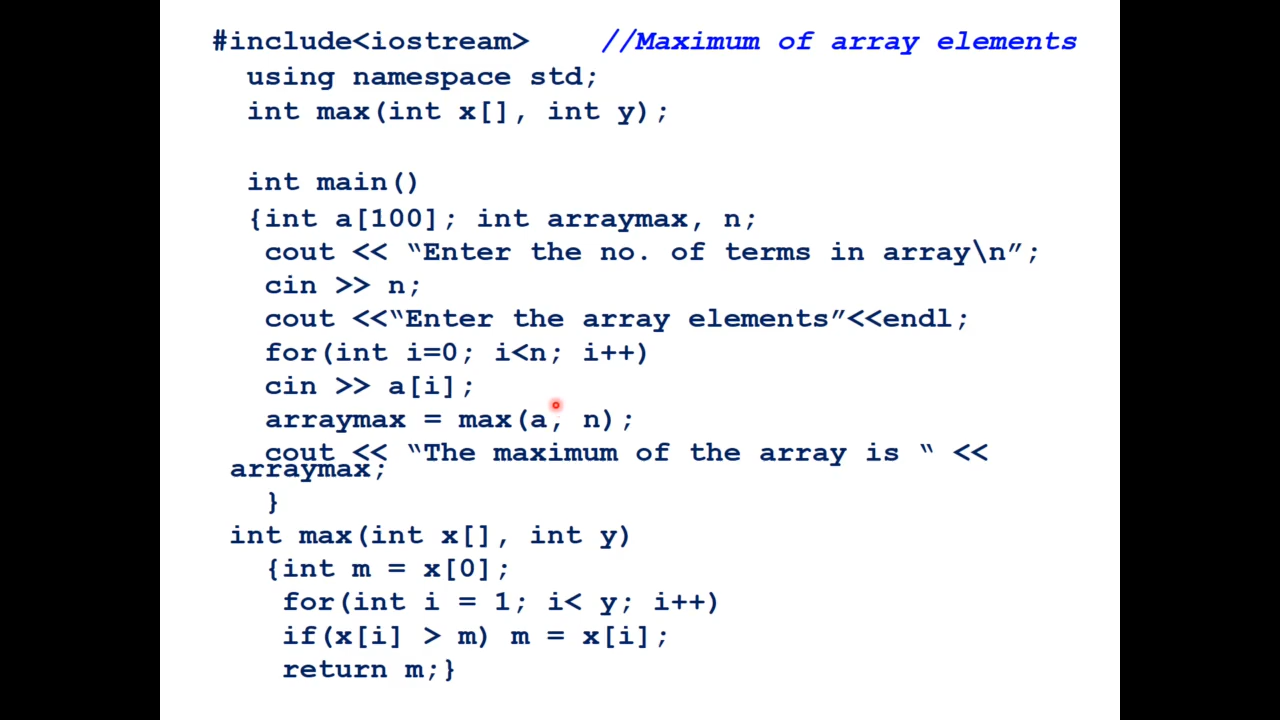 #include<iostream> //Maximum of array elements
using namespace std;
int max(int x[], int y);
int main()
{int a[100]; int arraymax, n;
cout << “Enter the no. of terms in array\n”;
cin >> n;
cout <<“Enter the array elements”<<endl;
for(int i=0; i<n; i++)
cin >> a[i];
arraymax = max(a, n);
cout << “The maximum of the array is “ <<
arraymax;
}
int max(int x[], int y)
{int m = x[0];
for(int i = 1; i< y; i++)
if(x[i] > m) m = x[i];
return m;}